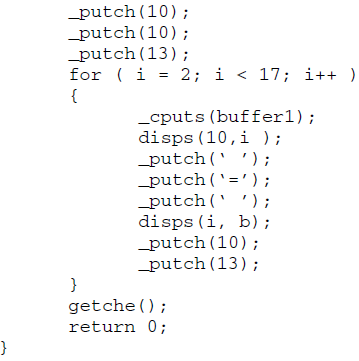 _putch(10);
_putch(10);
_putch(13);
for ( i = 2; i < 17; i++ )
{
_cputs(buffer1);
disps(10,i );
_putch(‘ ’);
_putch(‘=’);
_putch(‘ ’);
disps(i, b);
_putch(10);
_putch(13);
}
getche();
return 0;
}